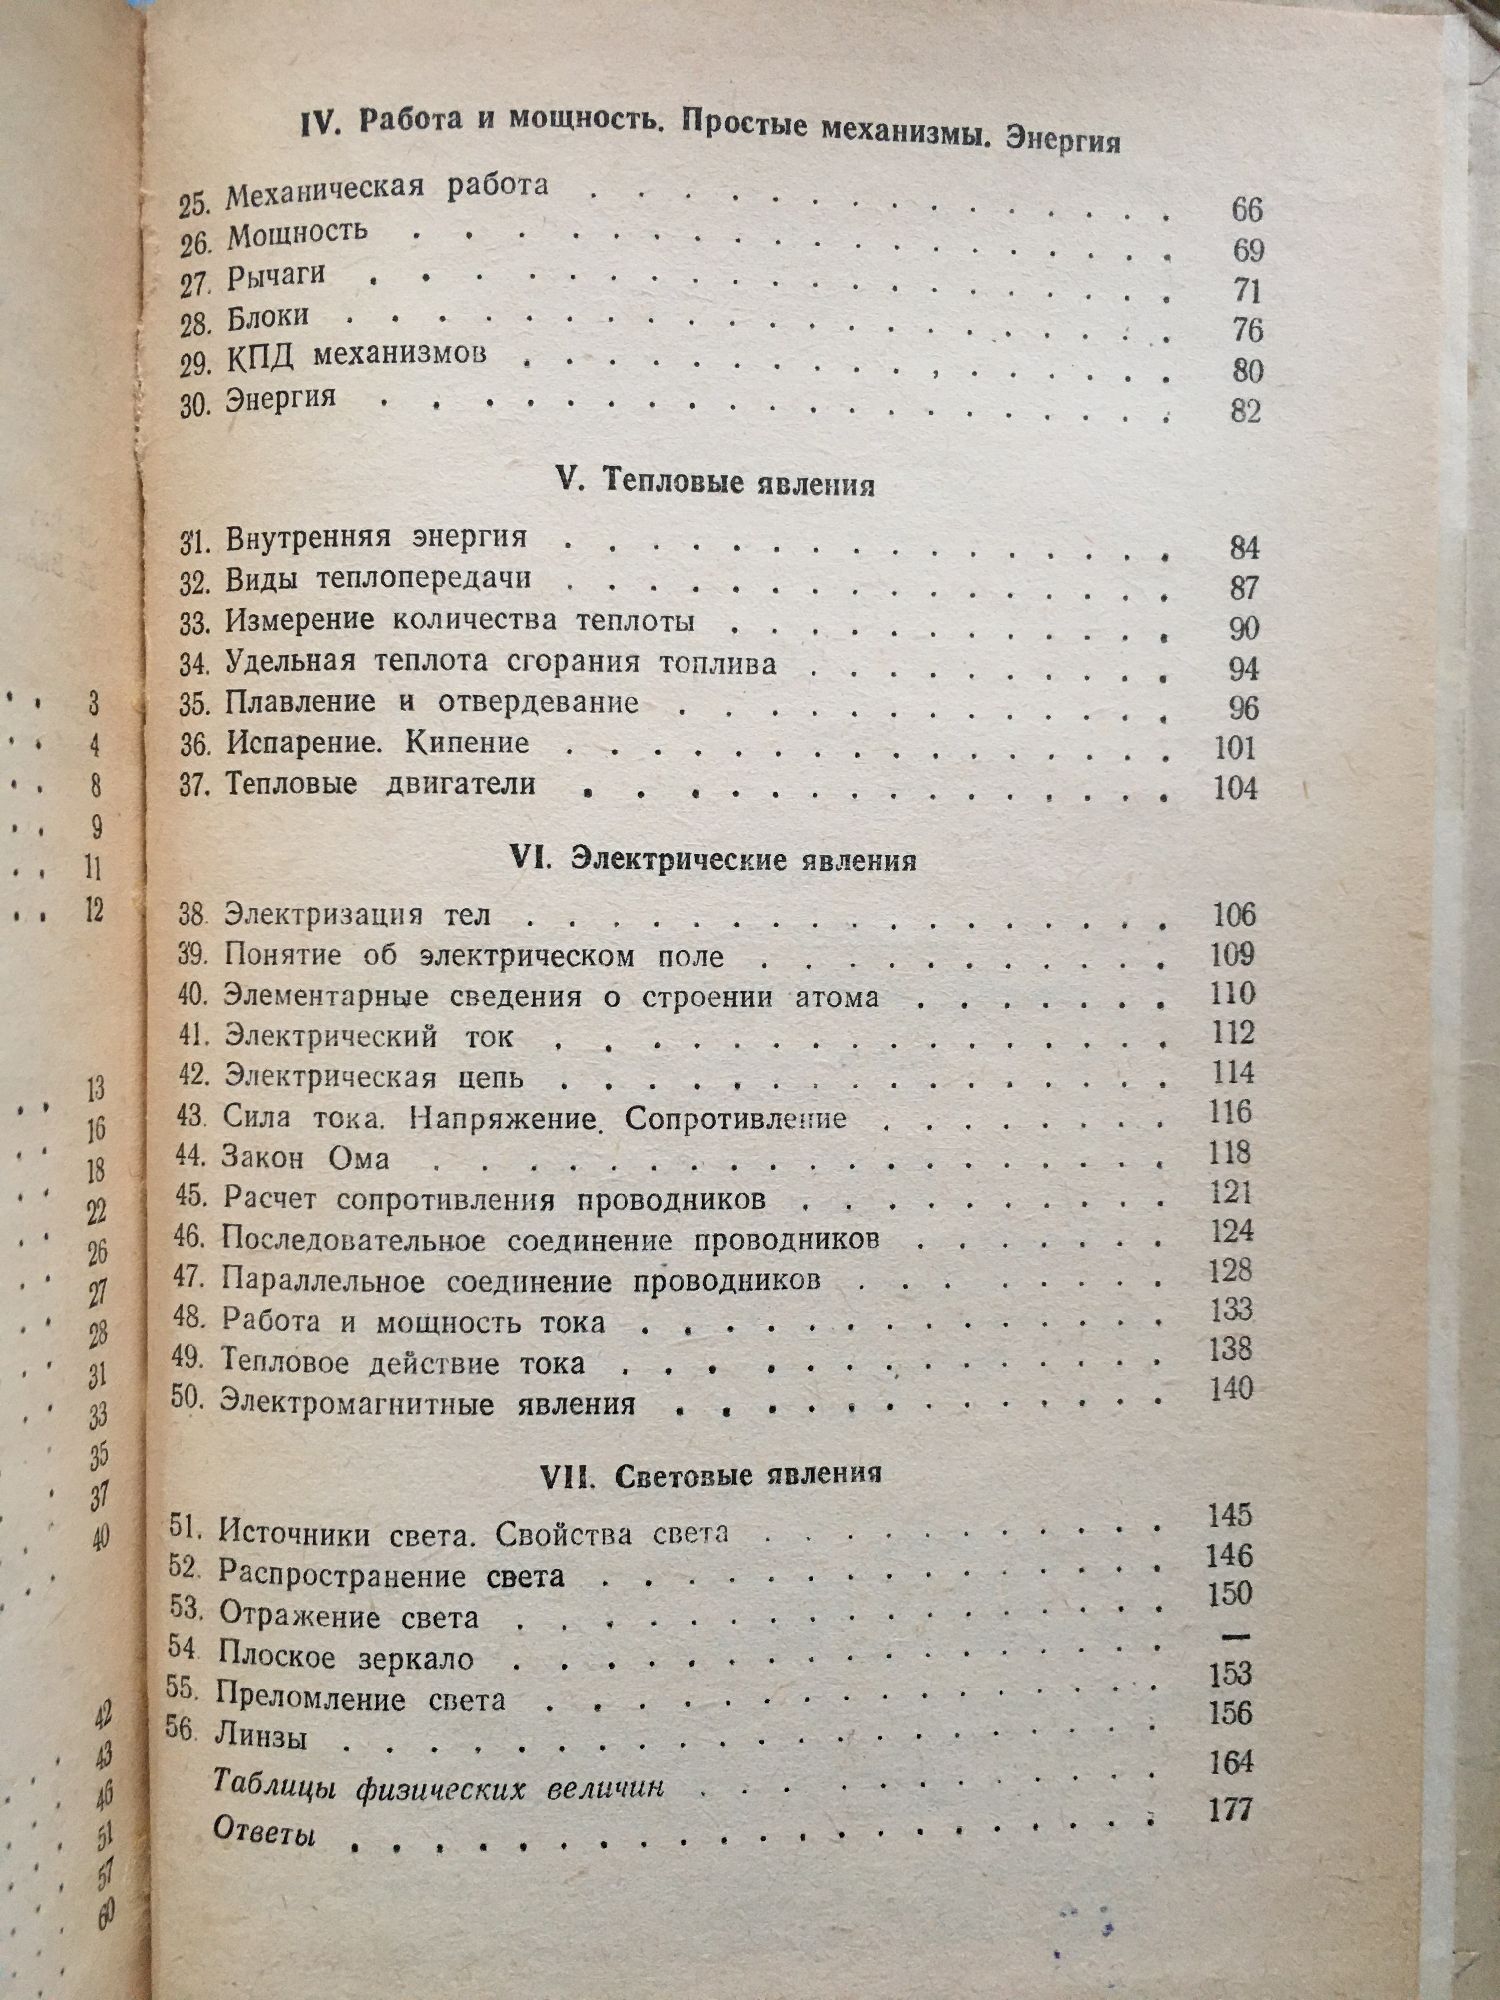 3
4
8
9
11
12
13
16
18
22
26
27
28
31
33
35
37
40
42
43
46
51
57
60
IV. Работа и мощность. Простые механизмы. Энергия
25. Механическая работа . . . . . . . . . . . . . . . 66
26. Мощность . . . . . . . . . . . . . . . . . . 69
27. Рычаги . . . . . . . . . . . . . . . . . . . 71
28. Блоки . . . . . . . . . . . . . . . . . . . . 76
29. КПД механизмов . . . . . . . . . . . . . . . . 80
30. Энергия . . . . . . . . . . . . . . . . . . . 82
V. Тепловые явления
31. Внутренняя энергия . . . . . . . . . . . . . . . 84
32. Виды теплопередачи . . . . . . . . . . . . . . . 87
33. Измерение количества теплоты . . . . . . . . . . . 90
34. Удельная теплота сгорания топлива . . . . . . . . . 94
35. Плавление и отвердевание . . . . . . . . . . . . 96
36. Испарение. Кипение . . . . . . . . . . . . . . . 101
37. Тепловые двигатели . . . . . . . . . . . . . . . 104
VI. Электрические явления
38. Электризация тел . . . . . . . . . . . . . . . . 106
39. Понятие об электрическом поле . . . . . . . . . . 109
40. Элементарные сведения о строении атома . . . . . . . 110
41. Электрический ток . . . . . . . . . . . . . . . 112
42. Электрическая цепь . . . . . . . . . . . . . . . 114
43. Сила тока. Напряжение. Сопротивление . . . . . . . . 116
44. Закон Ома . . . . . . . . . . . . . . . . . . 118
45. Расчет сопротивления проводников . . . . . . . . . 121
46. Последовательное соединение проводников . . . . . . . 124
47. Параллельное соединение проводников . . . . . . . . 128
48. Работа и мощность тока . . . . . . . . . . . . . 133
49. Тепловое действие тока . . . . . . . . . . . . . 138
50. Электромагнитные явления . . . . . . . . . . . . 140
VII. Световые явления
51. Источники света. Свойства света . . . . . . . . . . 145
52. Распространение света . . . . . . . . . . . . . . 146
53. Отражение света . . . . . . . . . . . . . . . . 150
54. Плоское зеркало . . . . . . . . . . . . . . . . —
55. Преломление света . . . . . . . . . . . . . . . 153
56. Линзы . . . . . . . . . . . . . . . . . . . . 156
Таблицы физических величин . . . . . . . . . . . 164
Ответы . . . . . . . . . . . . . . . . . . . . 177